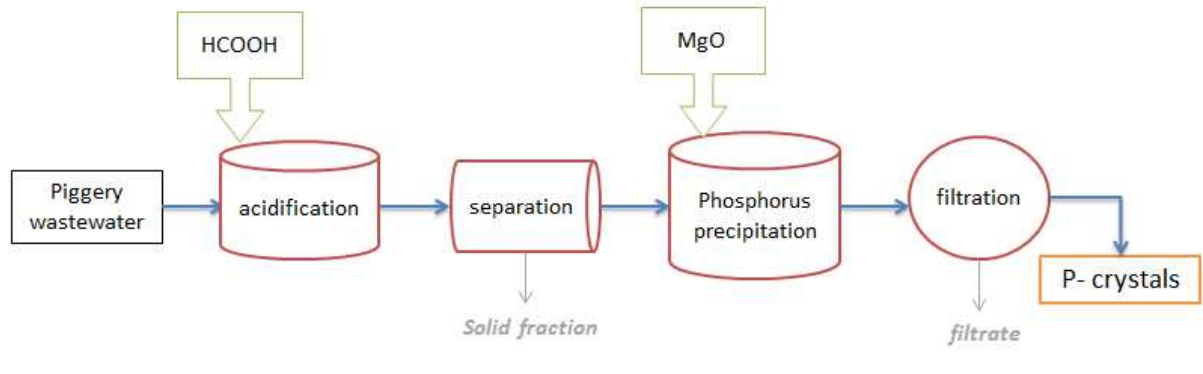 HCOOH
MgO
Piggery
wastewater
acidification
separation
Phosphorus
precipitation
filtration
P- crystals
Solid fraction
filtrate